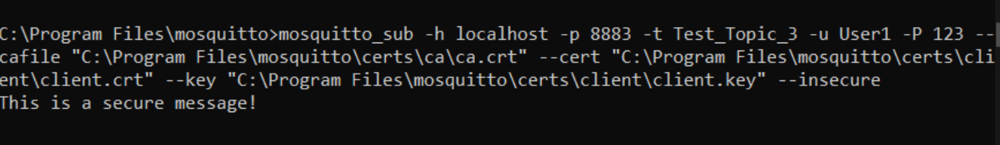 C:\Program Files\mosquitto>mosquitto_sub -h localhost -p 8883 -t Test_Topic_3 -u User1 -P 123 --
cafile "C:\Program Files\mosquitto\certs\ca\ca.crt" --cert "C:\Program Files\mosquitto\certs\cli
ent\client.crt" --key "C:\Program Files\mosquitto\certs\client\client.key" --insecure
This is a secure message!